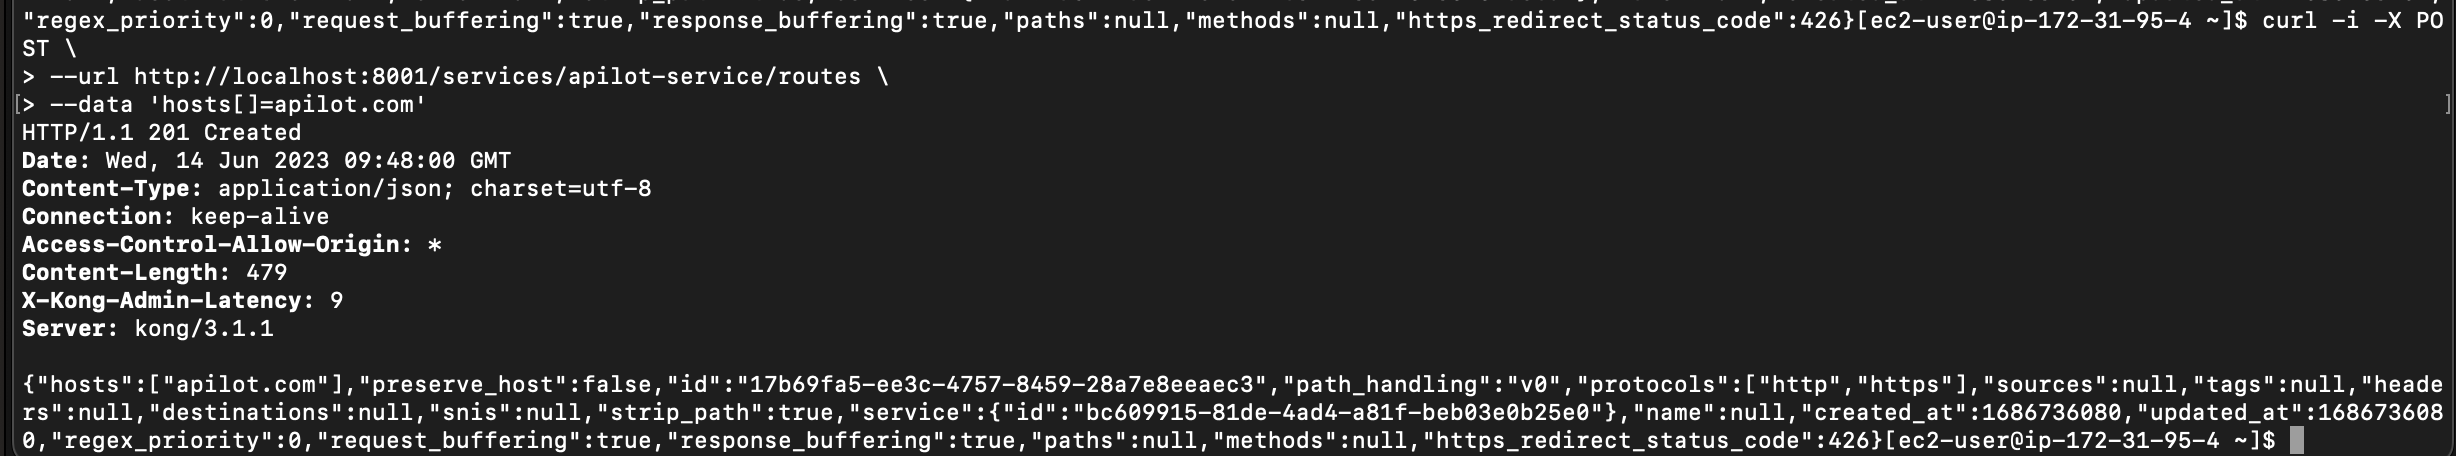 "regex_priority":0,"request_buffering":true,"response_buffering":true,"paths":null,"methods":null,"https_redirect_status_code":426}[ec2-user@ip-172-31-95-4 ~]$ curl -i -X PO
ST \
> --url http://localhost:8001/services/apilot-service/routes \
[> --data 'hosts[]=apilot.com' ]
HTTP/1.1 201 Created
Date: Wed, 14 Jun 2023 09:48:00 GMT
Content-Type: application/json; charset=utf-8
Connection: keep-alive
Access-Control-Allow-Origin: *
Content-Length: 479
X-Kong-Admin-Latency: 9
Server: kong/3.1.1
{"hosts":["apilot.com"],"preserve_host":false,"id":"17b69fa5-ee3c-4757-8459-28a7e8eeaec3","path_handling":"v0","protocols":["http","https"],"sources":null,"tags":null,"heade
rs":null,"destinations":null,"snis":null,"strip_path":true,"service":{"id":"bc609915-81de-4ad4-a81f-beb03e0b25e0"},"name":null,"created_at":1686736080,"updated_at":168673608
0,"regex_priority":0,"request_buffering":true,"response_buffering":true,"paths":null,"methods":null,"https_redirect_status_code":426}[ec2-user@ip-172-31-95-4 ~]$